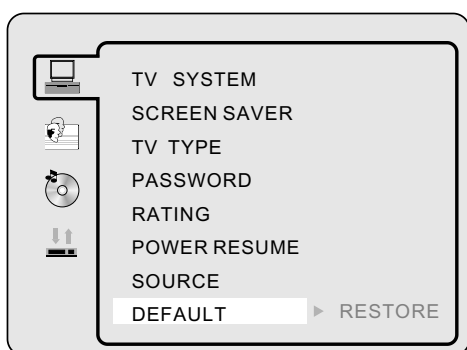 TV SYSTEM
SCREEN SAVER
TV TYPE
PASSWORD
RATING
POWER RESUME
SOURCE
DEFAULT RESTORE